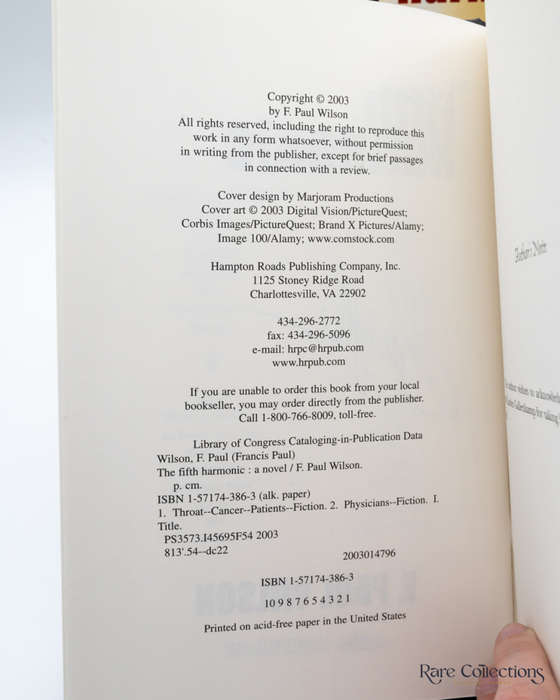 Copyright © 2003
by F. Paul Wilson
All rights reserved, including the right to reproduce this
work in any form whatsoever, without permission
in writing from the publisher, except for brief passages
in connection with a review.
Cover design by Marjoram Productions
Cover art © 2003 Digital Vision/PictureQuest;
Corbis Images/PictureQuest; Brand X Pictures/Alamy;
Image 100/Alamy; www.comstock.com
Hampton Roads Publishing Company, Inc.
1125 Stoney Ridge Road
Charlottesville, VA 22902
434-296-2772
fax: 434-296-5096
e-mail: hrpc@hrpub.com
www.hrpub.com
If you are unable to order this book from your local
bookseller, you may order directly from the publisher.
Call 1-800-766-8009, toll-free.
Library of Congress Cataloging-in-Publication Data
Wilson, F. Paul (Francis Paul)
The fifth harmonic : a novel / F. Paul Wilson.
p. cm.
ISBN 1-57174-386-3 (alk. paper)
1. Throat--Cancer--Patients--Fiction. 2. Physicians--Fiction. I.
Title.
PS3573.I45695F54 2003
813'.54--dc22
2003014796
ISBN 1-57174-386-3
10 9 8 7 6 5 4 3 2 1
Printed on acid-free paper in the United States
Author's Note
Rare Collections